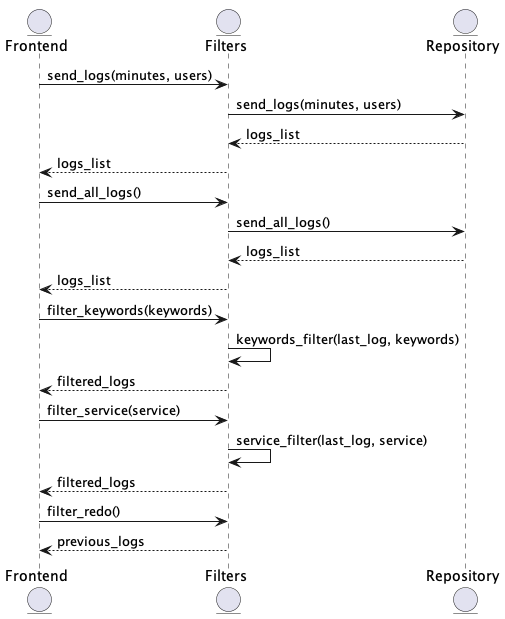 Frontend Filters Repository
send_logs(minutes, users)
send_logs(minutes, users)
logs_list
logs_list
send_all_logs()
send_all_logs()
logs_list
logs_list
filter_keywords(keywords)
keywords_filter(last_log, keywords)
filtered_logs
filter_service(service)
service_filter(last_log, service)
filtered_logs
filter_redo()
previous_logs
Frontend Filters Repository